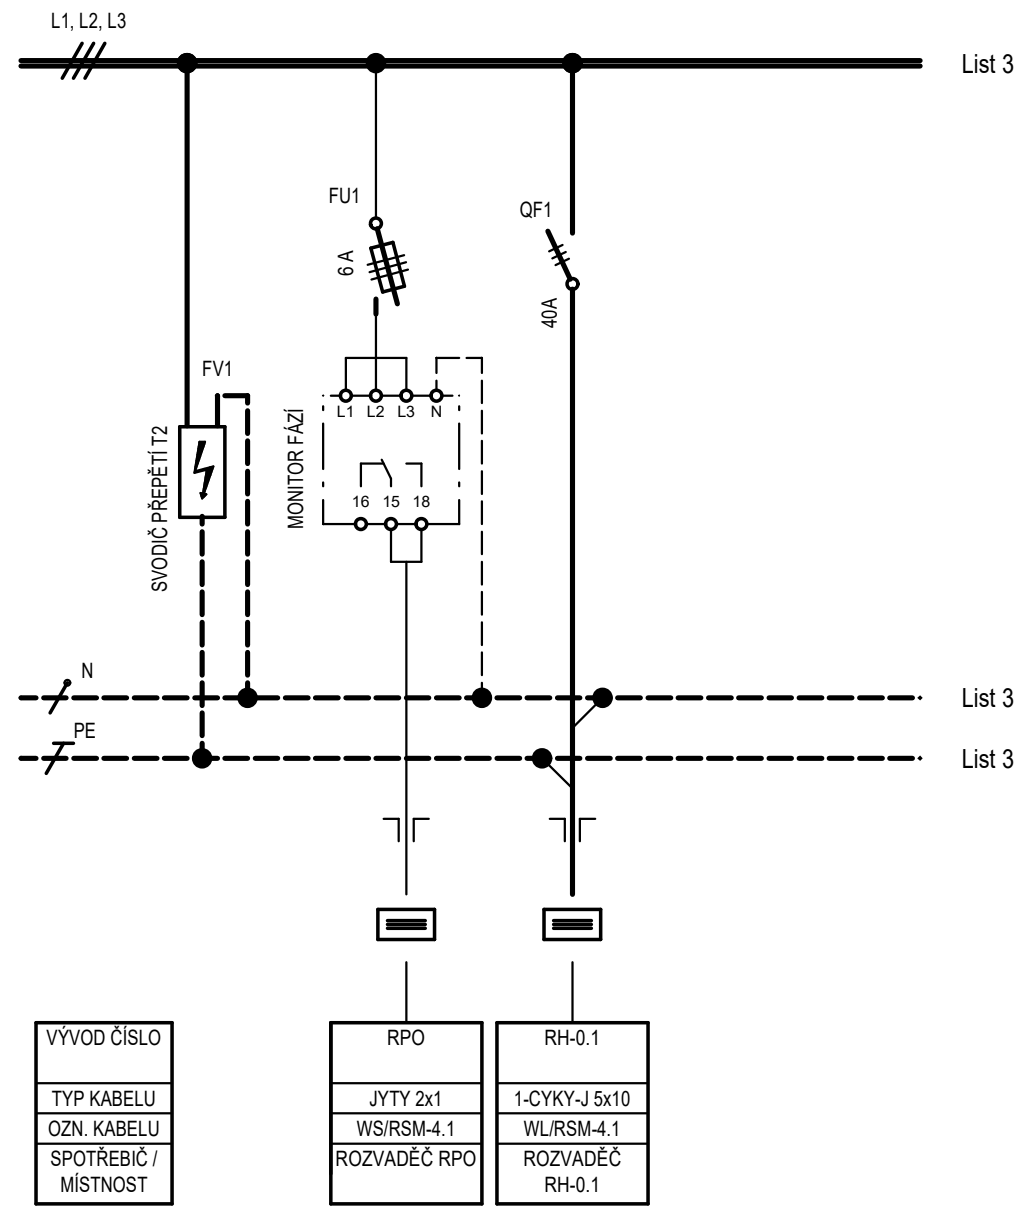 L1, L2, L3
List 3
FU1
QF1
6 A
40A
FV1
SVODIČ PŘEPĚTÍ T2
MONITOR FÁZÍ
L1 L2 L3 N
16 15 18
N
List 3
PE
List 3
VÝVOD ČÍSLO
RPO
RH-0.1
TYP KABELU
JYTY 2x1
1-CYKY-J 5x10
OZN. KABELU
WS/RSM-4.1
WL/RSM-4.1
SPOTŘEBIČ /
MÍSTNOST
ROZVADĚČ RPO
ROZVADĚČ
RH-0.1